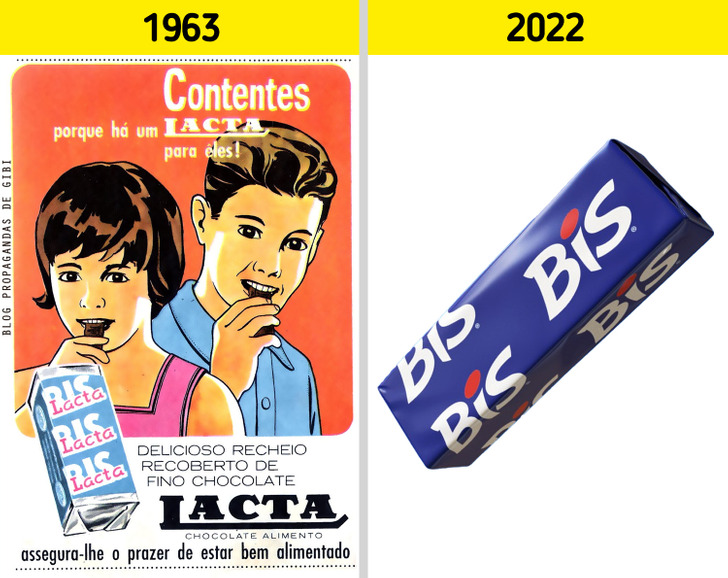 1963
2022
Contentes
porque há um LACTA
para êles!
BLOG PROPAGANDAS DE GIBI
BIS
Lacta
BIS
Lacta
BIS
Lacta
DELICIOSO RECHEIO
RECOBERTO DE
FINO CHOCOLATE
LACTA
CHOCOLATE ALIMENTO
assegura-lhe o prazer de estar bem alimentado
BiS
BiS
BiS
BiS